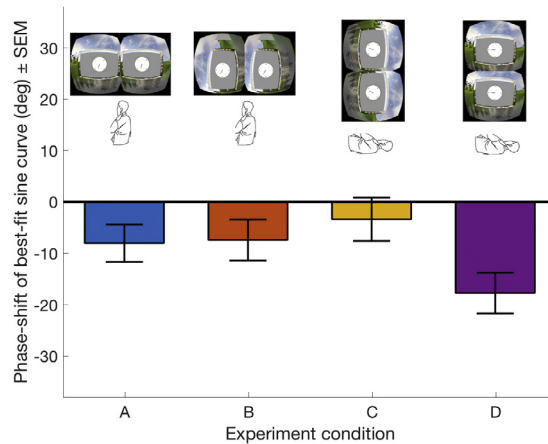 Phase-shift of best-fit sine curve (deg) ± SEM
30
20
10
0
-10
-20
-30
A B C D
Experiment condition